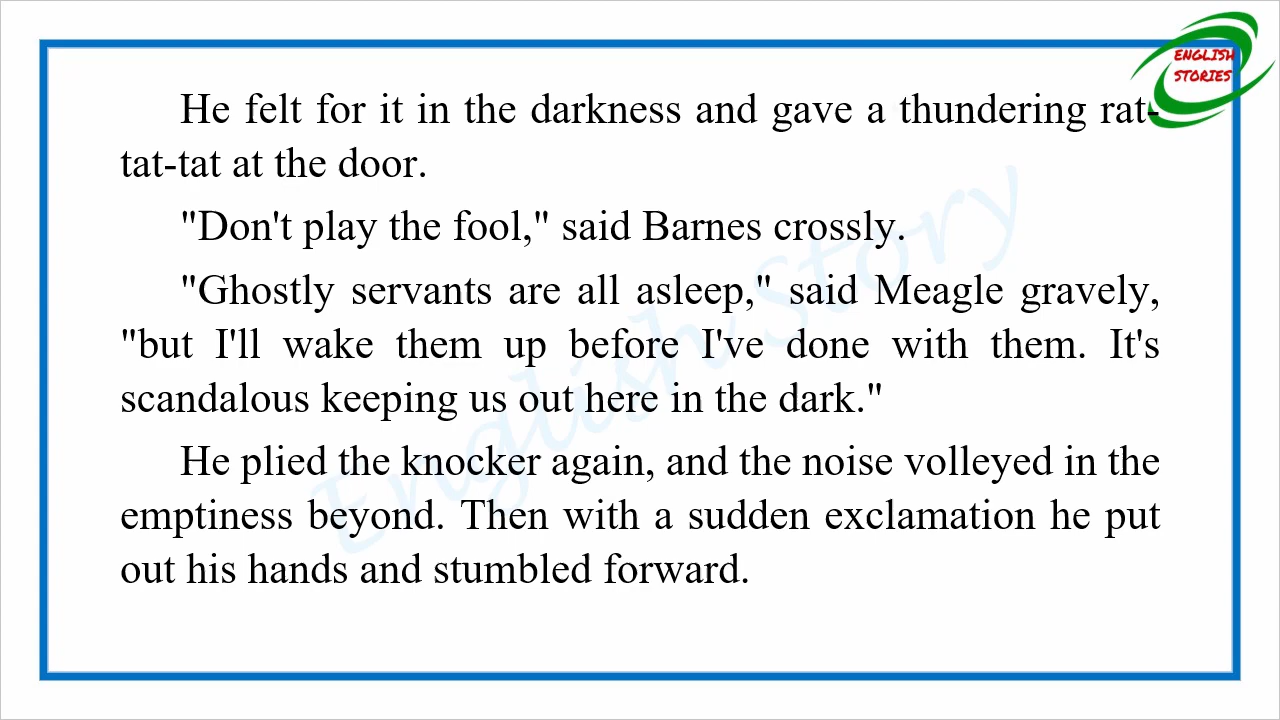 ENGLISH
STORIES
He felt for it in the darkness and gave a thundering rat-
tat-tat at the door.
"Don't play the fool," said Barnes crossly.
"Ghostly servants are all asleep," said Meagle gravely,
"but I'll wake them up before I've done with them. It's
scandalous keeping us out here in the dark."
He plied the knocker again, and the noise volleyed in the
emptiness beyond. Then with a sudden exclamation he put
out his hands and stumbled forward.
English Story